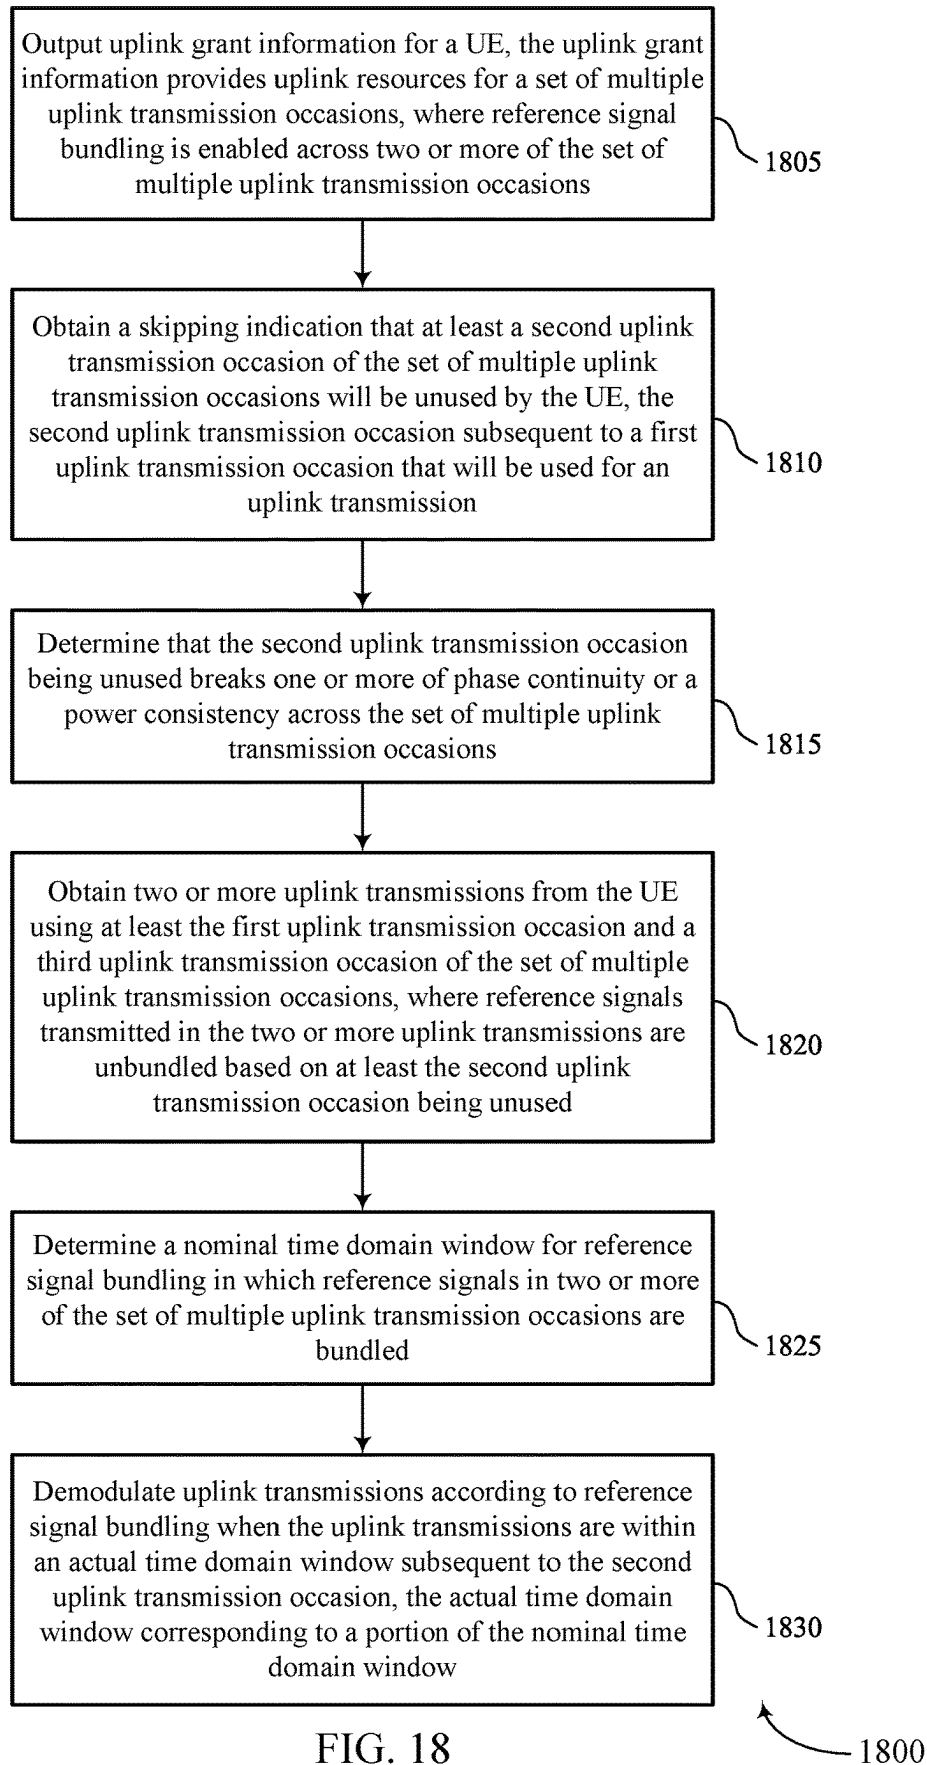 Output uplink grant information for a UE, the uplink grant
information provides uplink resources for a set of multiple
uplink transmission occasions, where reference signal
bundling is enabled across two or more of the set of
multiple uplink transmission occasions
1805
Obtain a skipping indication that at least a second uplink
transmission occasion of the set of multiple uplink
transmission occasions will be unused by the UE, the
second uplink transmission occasion subsequent to a first
uplink transmission occasion that will be used for an
uplink transmission
1810
Determine that the second uplink transmission occasion
being unused breaks one or more of phase continuity or a
power consistency across the set of multiple uplink
transmission occasions
1815
Obtain two or more uplink transmissions from the UE
using at least the first uplink transmission occasion and a
third uplink transmission occasion of the set of multiple
uplink transmission occasions, where reference signals
transmitted in the two or more uplink transmissions are
unbundled based on at least the second uplink
transmission occasion being unused
1820
Determine a nominal time domain window for reference
signal bundling in which reference signals in two or more
of the set of multiple uplink transmission occasions are
bundled
1825
Demodulate uplink transmissions according to reference
signal bundling when the uplink transmissions are within
an actual time domain window subsequent to the second
uplink transmission occasion, the actual time domain
window corresponding to a portion of the nominal time
domain window
1830
FIG. 18
1800